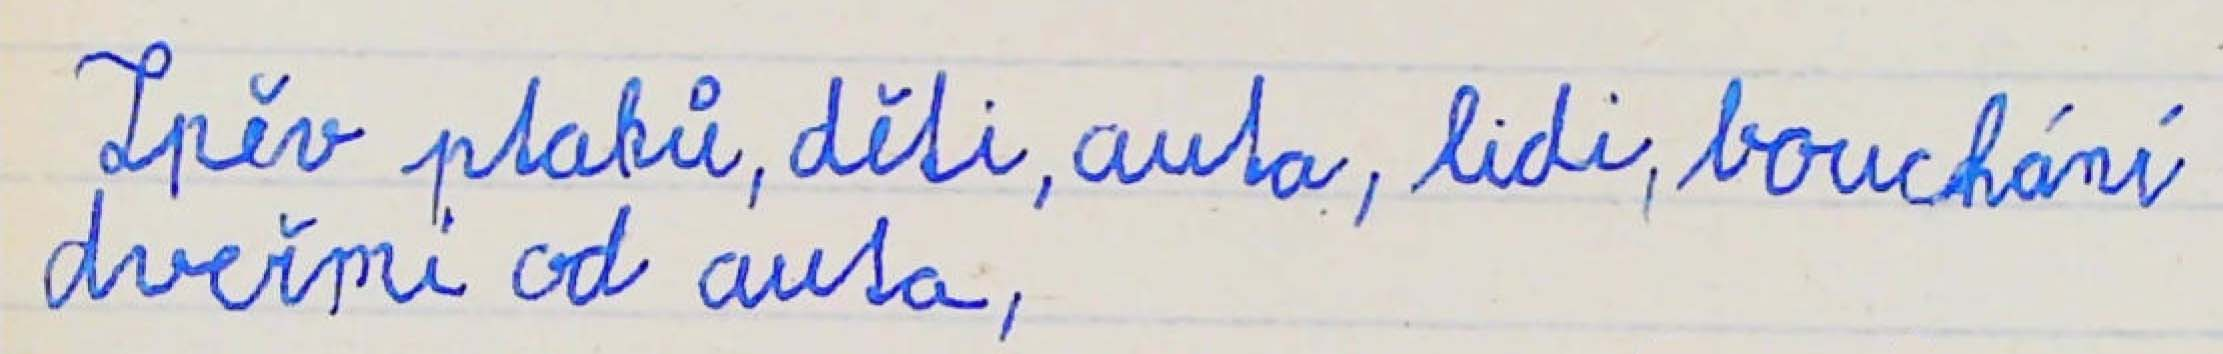 Zpěv ptaků, děti, auta, lidi, bouchání
dveřmi od auta,